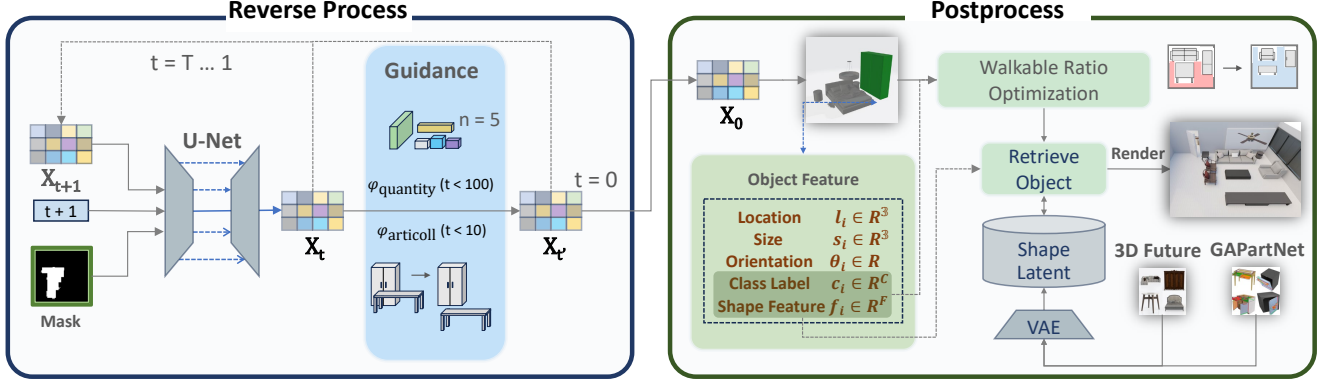 Reverse Process
t = T ... 1
X_{t+1}
t + 1
Mask
U-Net
X_t
Guidance
n = 5
φ_quantity (t < 100)
φ_articoll (t < 10)
X_{t'}
t = 0
Postprocess
X_0
Walkable Ratio
Optimization
Object Feature
Location l_i ∈ R^3
Size s_i ∈ R^3
Orientation θ_i ∈ R
Class Label c_i ∈ R^C
Shape Feature f_i ∈ R^F
Retrieve
Object
Render
Shape
Latent
VAE
3D Future
GAPartNet